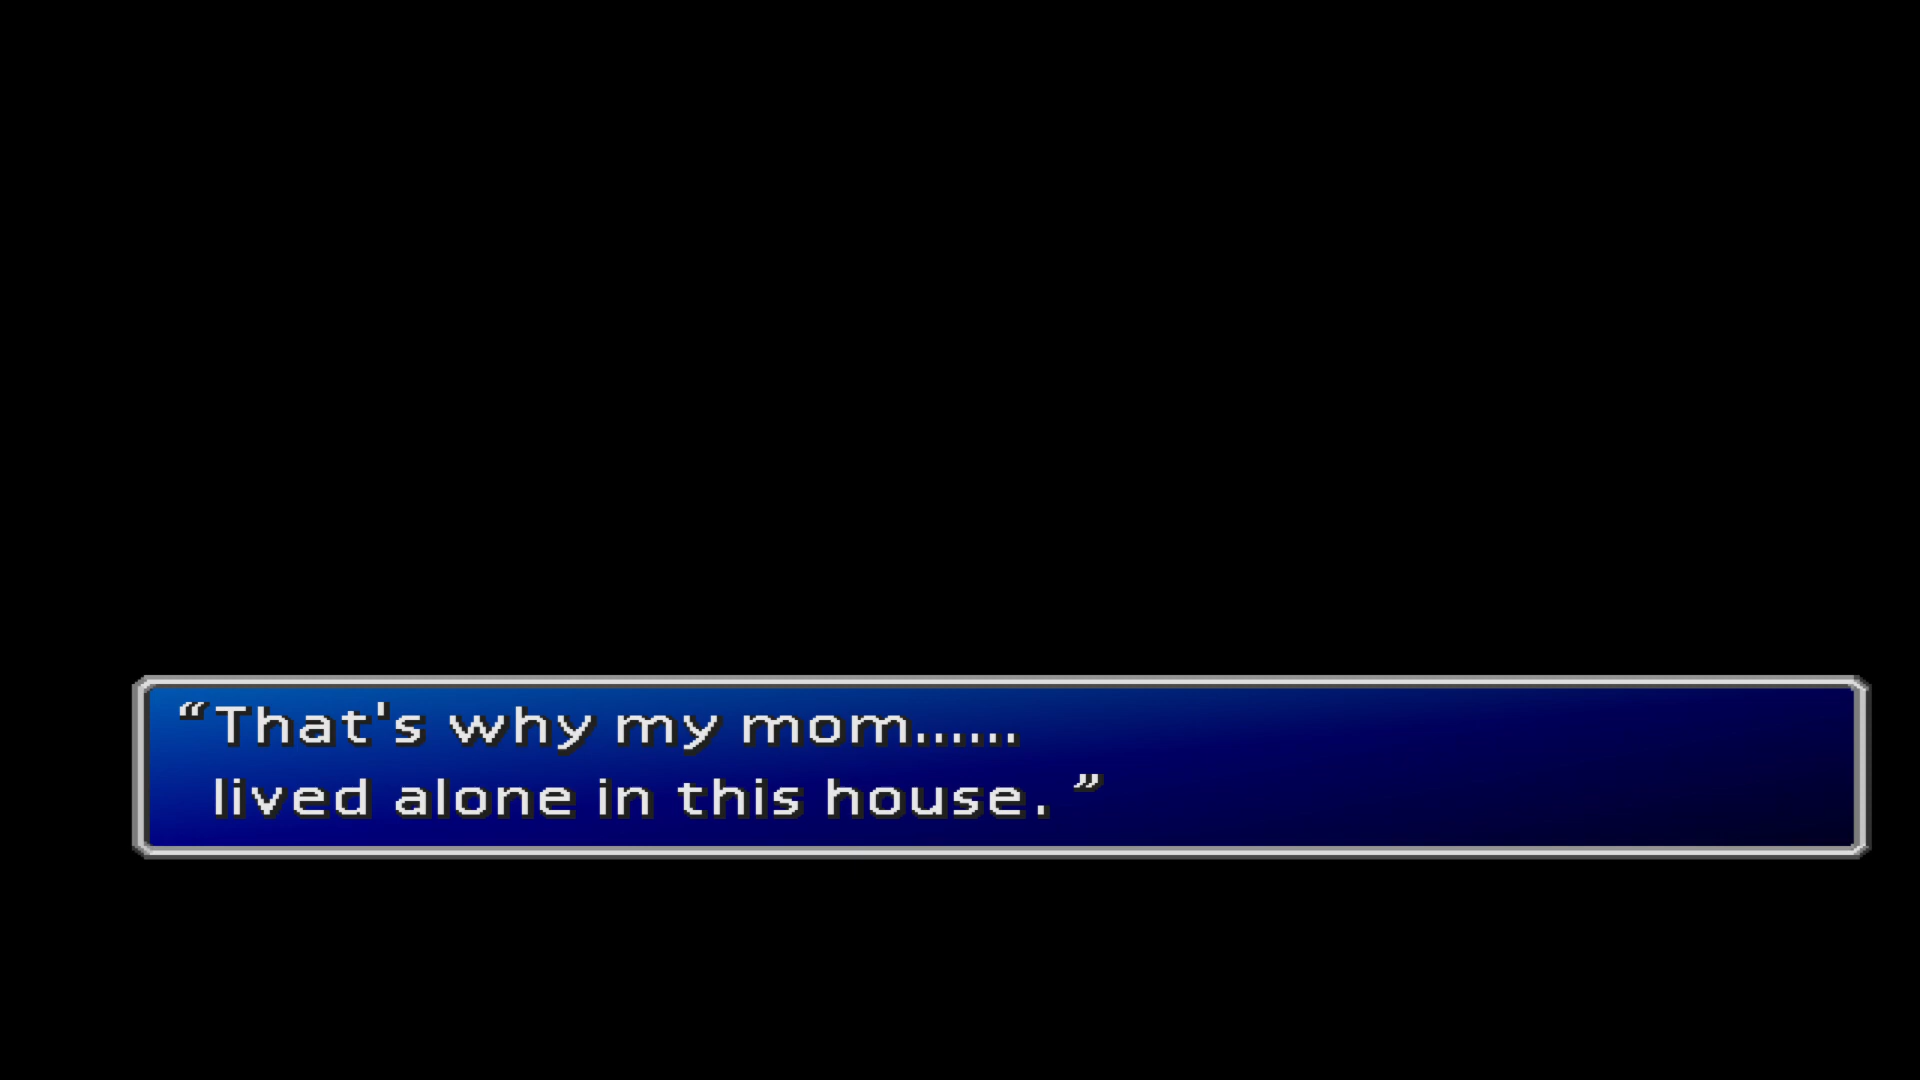 “That's why my mom......
lived alone in this house.”